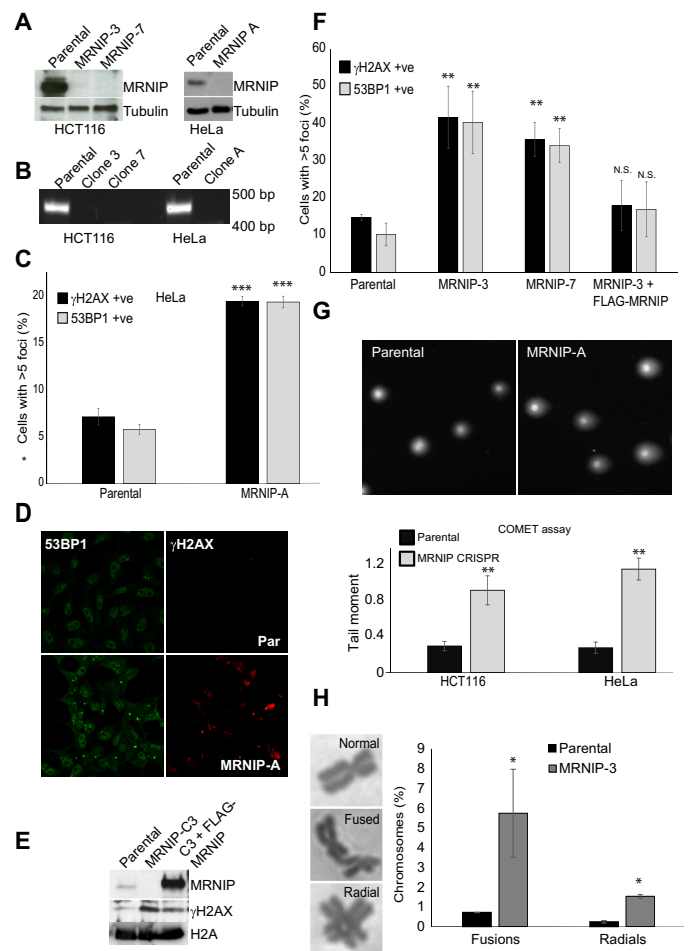 A
Parental
MRNIP-3
MRNIP-7
MRNIP
Tubulin
HCT116
Parental
MRNIP A
MRNIP
Tubulin
HeLa
B
Parental
Clone 3
Clone 7
Parental
Clone A
500 bp
400 bp
HCT116
HeLa
C
γH2AX +ve
53BP1 +ve
HeLa
***
***
20
15
10
5
0
* Cells with >5 foci (%)
Parental
MRNIP-A
D
53BP1
γH2AX
Par
MRNIP-A
E
Parental
MRNIP-C3
C3 + FLAG-
MRNIP
MRNIP
γH2AX
H2A
F
γH2AX +ve
53BP1 +ve
60
50
40
30
20
10
0
Cells with >5 foci (%)
**
**
**
**
N.S.
N.S.
Parental
MRNIP-3
MRNIP-7
MRNIP-3 +
FLAG-MRNIP
G
Parental
MRNIP-A
COMET assay
Parental
MRNIP CRISPR
1.2
0.8
0.4
0
Tail moment
**
**
HCT116
HeLa
H
Normal
Fused
Radial
Parental
MRNIP-3
9
8
7
6
5
4
3
2
1
0
Chromosomes (%)
*
*
Fusions
Radials